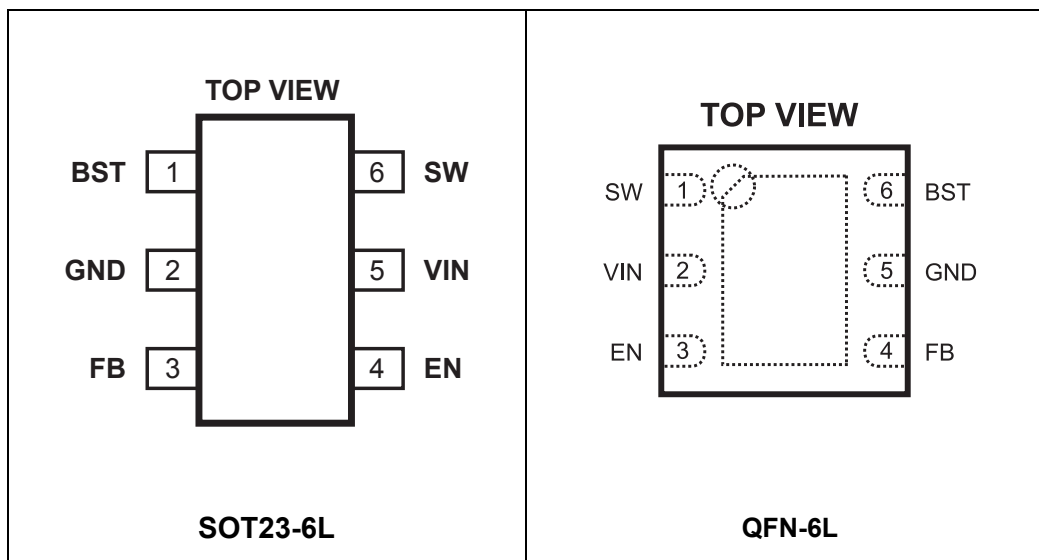 TOP VIEW
BST 1 6 SW
GND 2 5 VIN
FB 3 4 EN
SOT23-6L
TOP VIEW
SW 1 6 BST
VIN 2 5 GND
EN 3 4 FB
QFN-6L